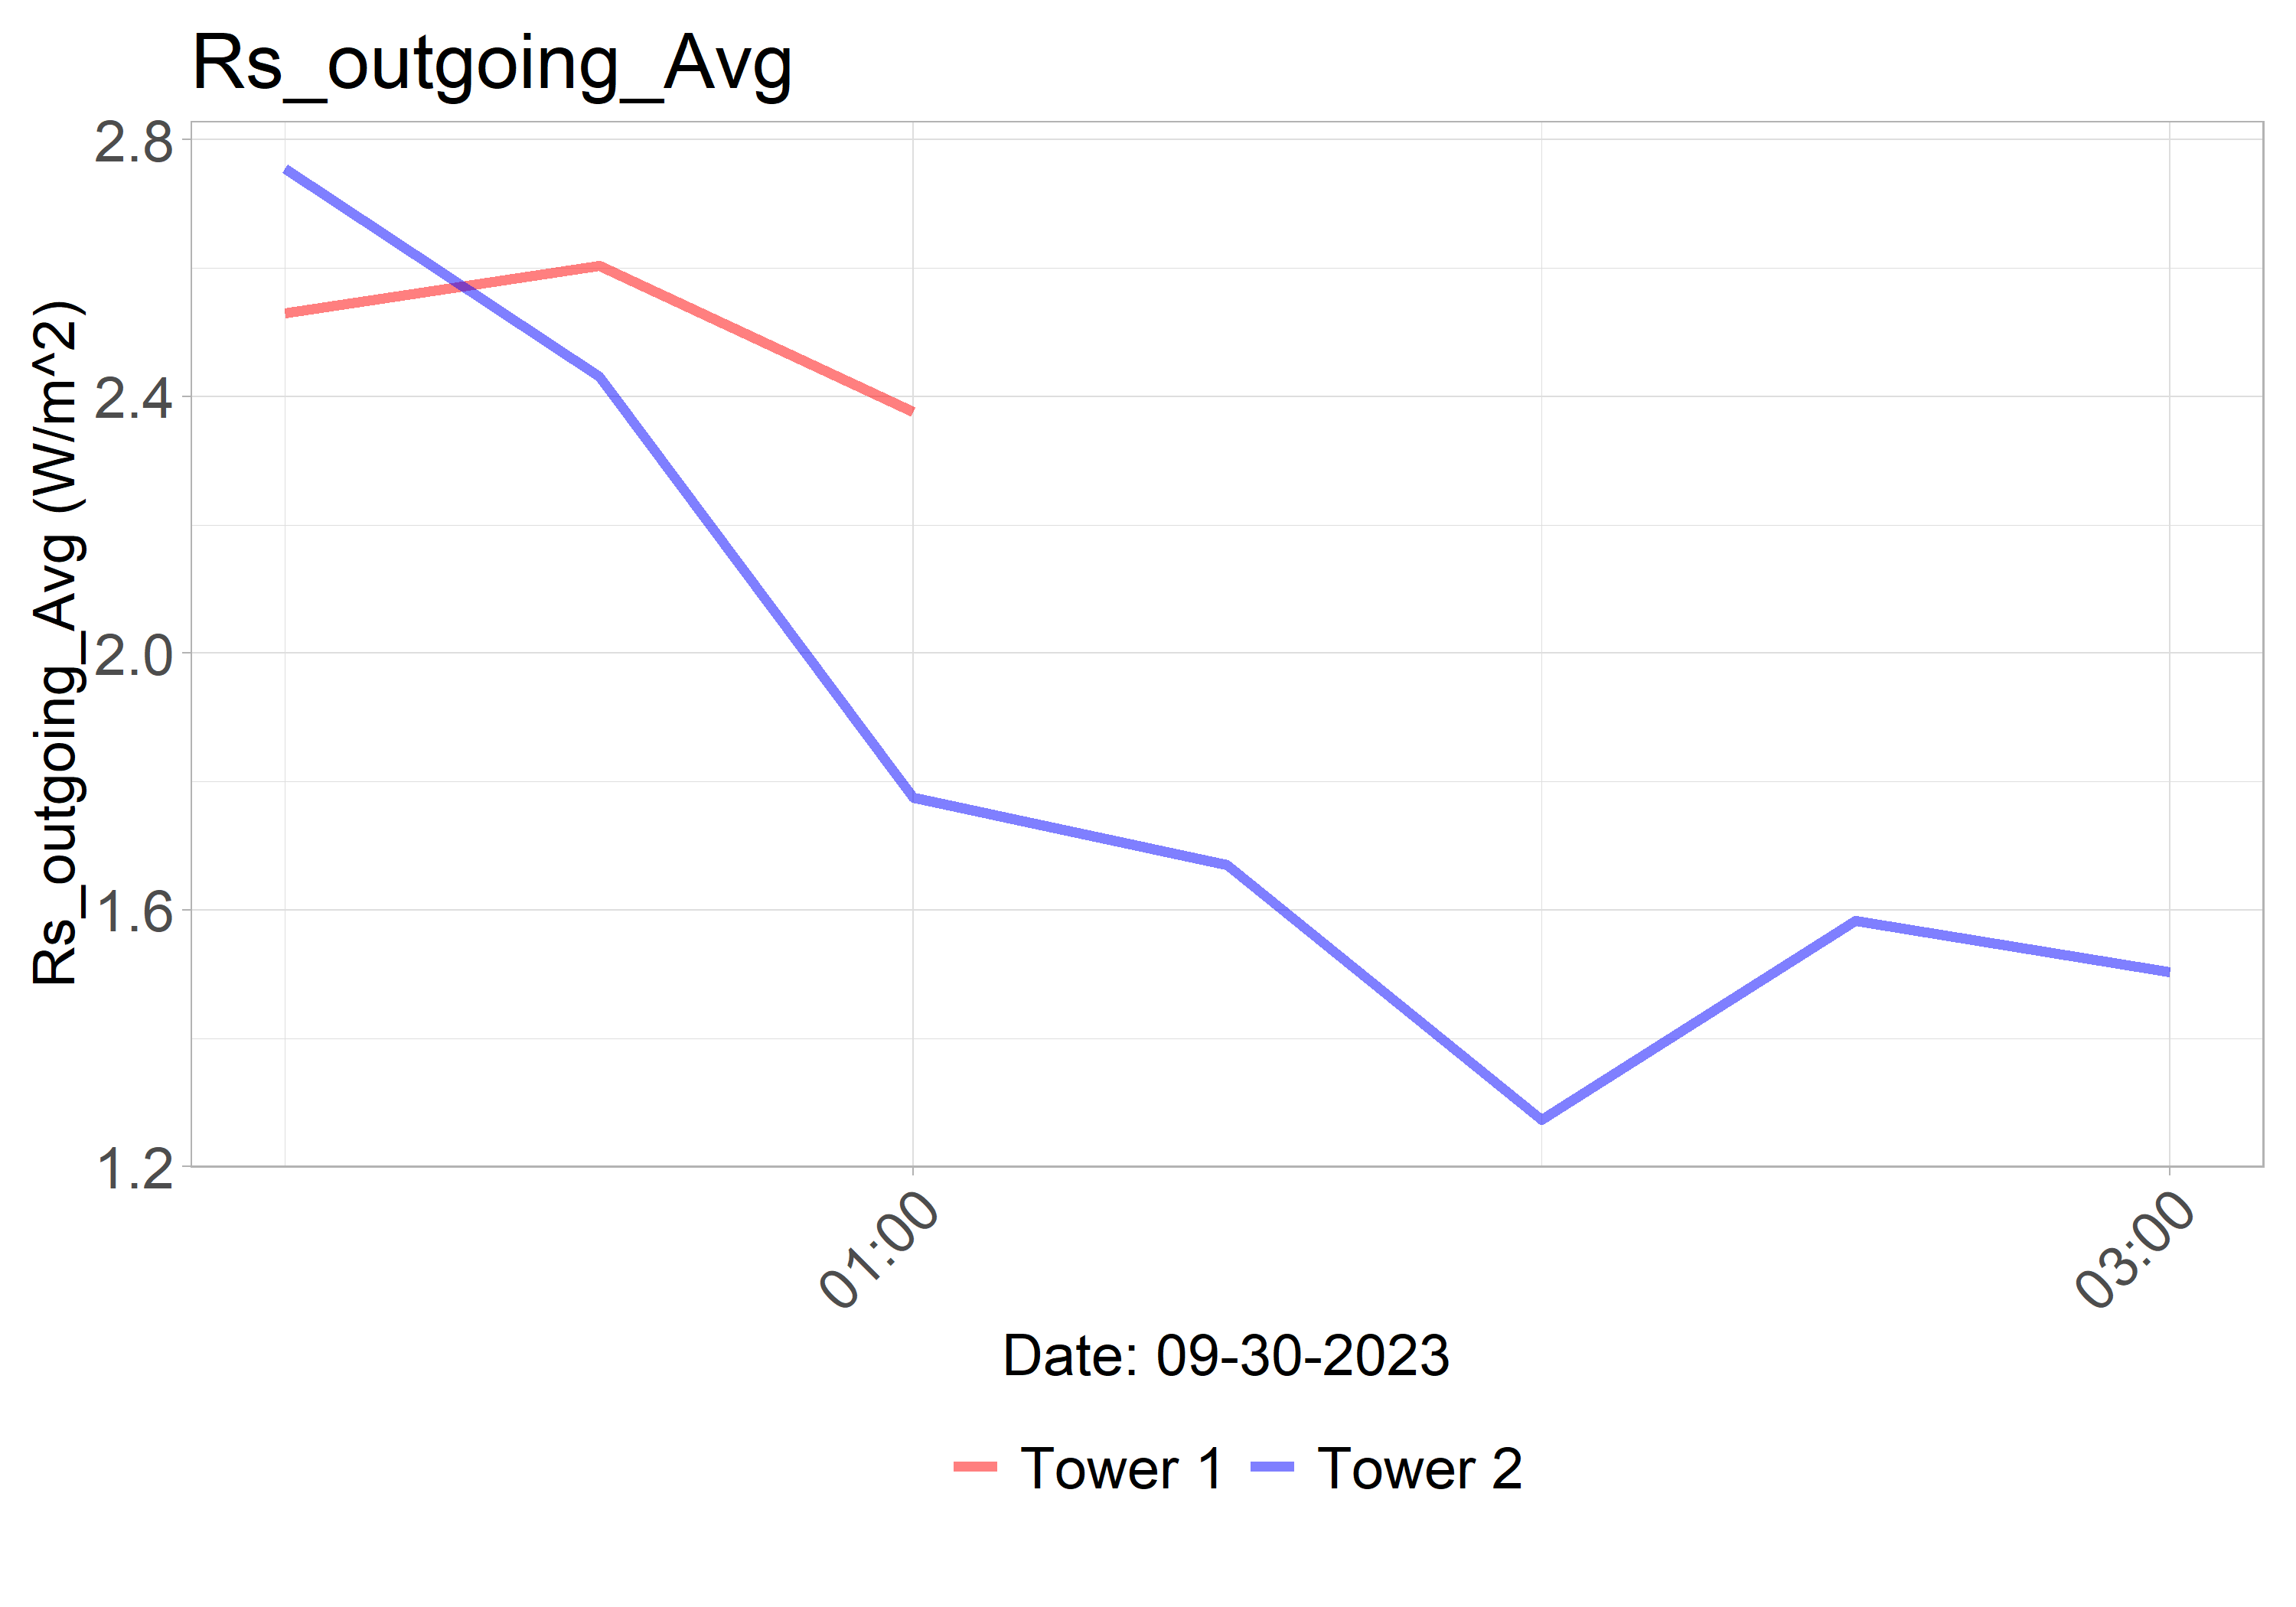 Rs_outgoing_Avg
Rs_outgoing_Avg (W/m^2)
2.8
2.4
2.0
1.6
1.2
01:00
03:00
Date: 09-30-2023
Tower 1 Tower 2